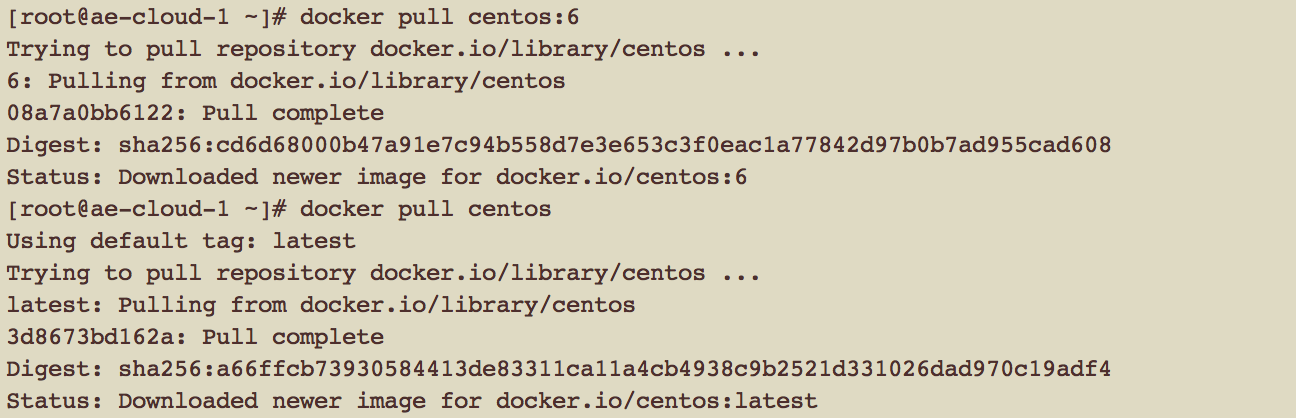 [root@ae-cloud-1 ~]# docker pull centos:6
Trying to pull repository docker.io/library/centos ...
6: Pulling from docker.io/library/centos
08a7a0bb6122: Pull complete
Digest: sha256:cd6d68000b47a91e7c94b558d7e3e653c3f0eac1a77842d97b0b7ad955cad608
Status: Downloaded newer image for docker.io/centos:6
[root@ae-cloud-1 ~]# docker pull centos
Using default tag: latest
Trying to pull repository docker.io/library/centos ...
latest: Pulling from docker.io/library/centos
3d8673bd162a: Pull complete
Digest: sha256:a66ffcb73930584413de83311ca11a4cb4938c9b2521d331026dad970c19adf4
Status: Downloaded newer image for docker.io/centos:latest